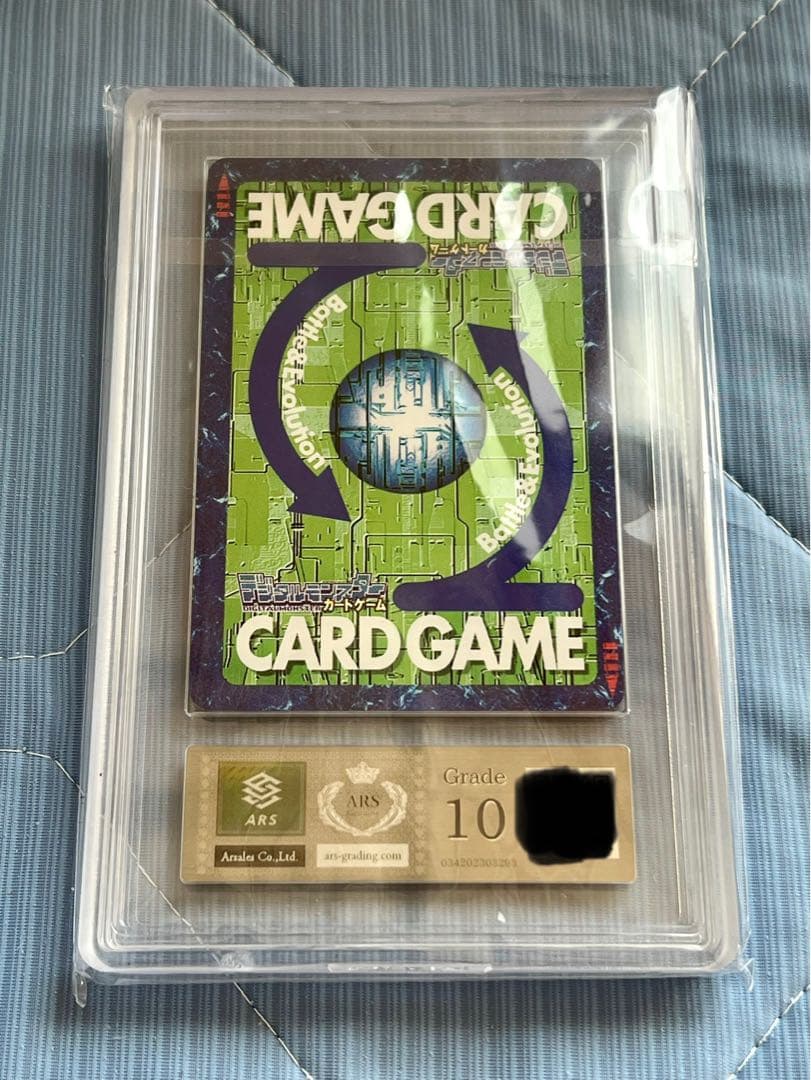 CARD GAME
デジタルモンスター
カードゲーム
Battle & Evolution
Battle & Evolution
デジタルモンスター
DIGITAL MONSTER カードゲーム
CARD GAME
ARS
Arsales Co.,Ltd.
ARS
ars-grading.com
Grade
10